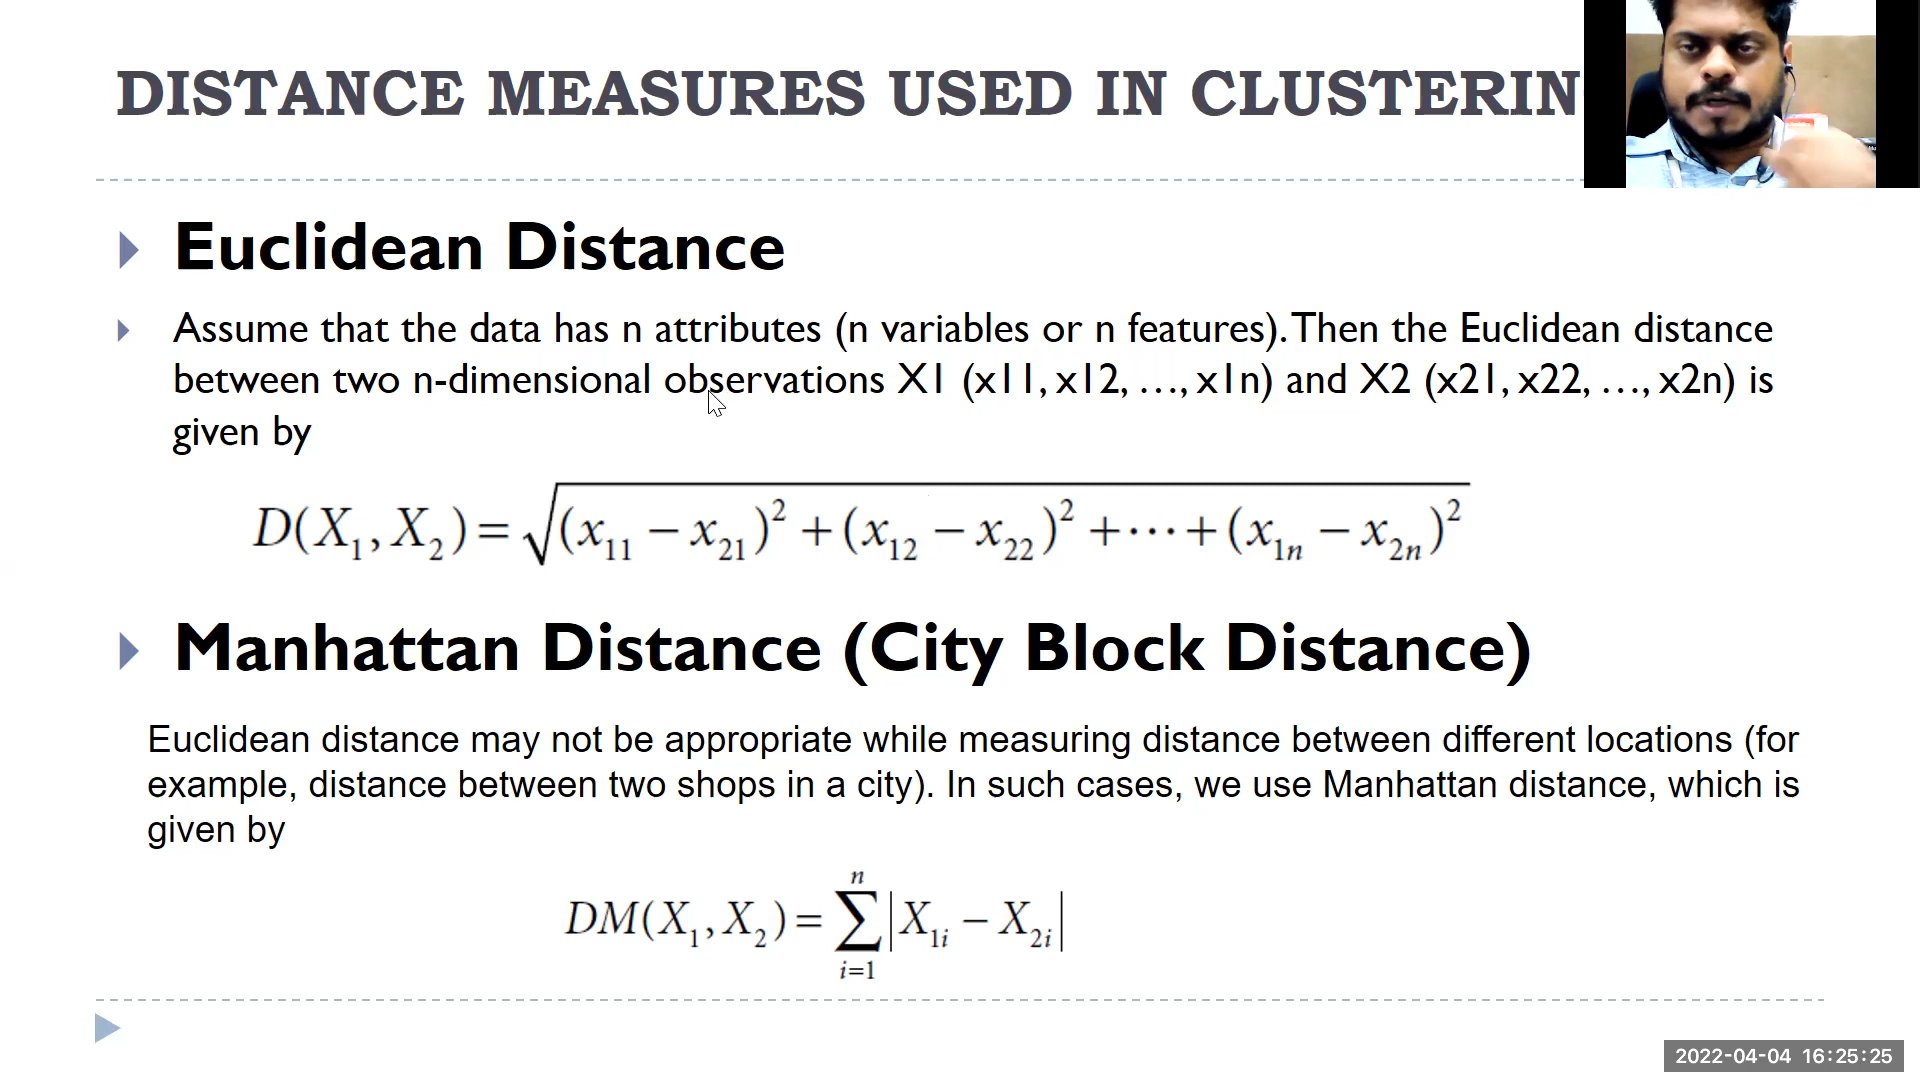 DISTANCE MEASURES USED IN CLUSTERIN
Euclidean Distance
Assume that the data has n attributes (n variables or n features). Then the Euclidean distance
between two n-dimensional observations X1 (x11, x12, …, x1n) and X2 (x21, x22, …, x2n) is
given by
D(X₁, X₂) = √(x₁₁ − x₂₁)² + (x₁₂ − x₂₂)² + ⋯ + (x₁ₙ − x₂ₙ)²
Manhattan Distance (City Block Distance)
Euclidean distance may not be appropriate while measuring distance between different locations (for
example, distance between two shops in a city). In such cases, we use Manhattan distance, which is
given by
DM(X₁, X₂) = ∑ⁿᵢ₌₁ |X₁ᵢ − X₂ᵢ|
2022-04-04 16:25:25